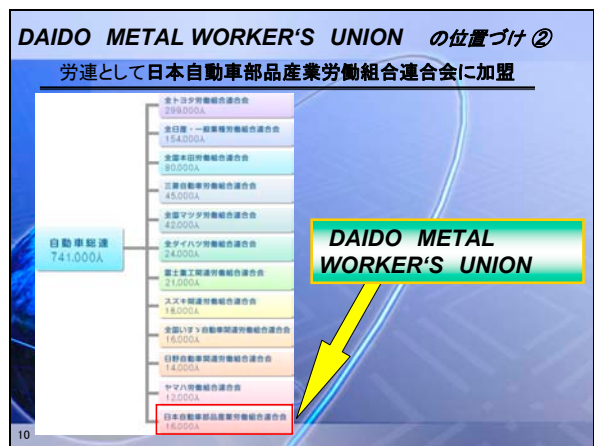 DAIDO METAL WORKER'S UNION の位置づけ ②
労連として日本自動車部品産業労働組合連合会に加盟
全トヨタ労働組合連合会
299,000人
全日産・一般業種労働組合連合会
154,000人
全国本田労働組合連合会
80,000人
三菱自動車労働組合連合会
45,000人
全国マツダ労働組合連合会
42,000人
自動車総連
741,000人
全ダイハツ労働組合連合会
24,000人
富士重工関連労働組合連合会
21,000人
スズキ関連労働組合連合会
18,000人
全国いすゞ自動車関連労働組合連合会
16,000人
日野自動車関連労働組合連合会
14,000人
ヤマハ労働組合連合会
12,000人
日本自動車部品産業労働組合連合会
16,000人
DAIDO METAL
WORKER'S UNION
10